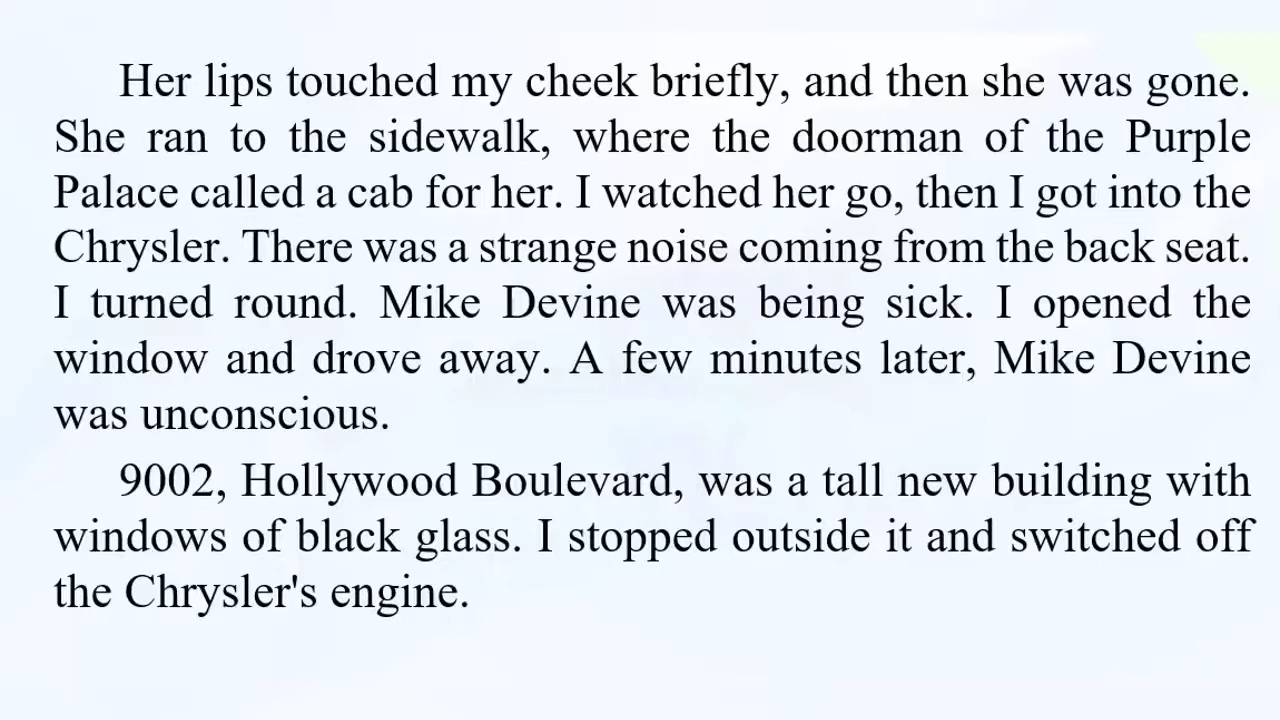 Her lips touched my cheek briefly, and then she was gone.
She ran to the sidewalk, where the doorman of the Purple
Palace called a cab for her. I watched her go, then I got into the
Chrysler. There was a strange noise coming from the back seat.
I turned round. Mike Devine was being sick. I opened the
window and drove away. A few minutes later, Mike Devine
was unconscious.
9002, Hollywood Boulevard, was a tall new building with
windows of black glass. I stopped outside it and switched off
the Chrysler's engine.